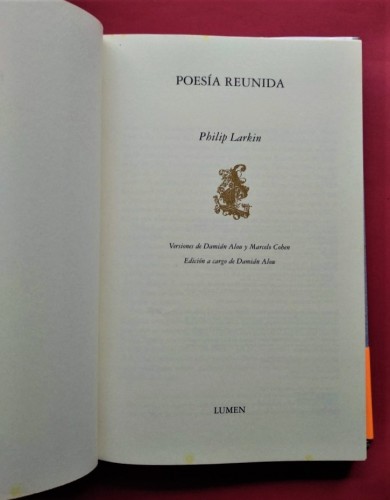 POESÍA REUNIDA
Philip Larkin
Versiones de Damián Alou y Marcelo Cohen
Edición a cargo de Damián Alou
LUMEN